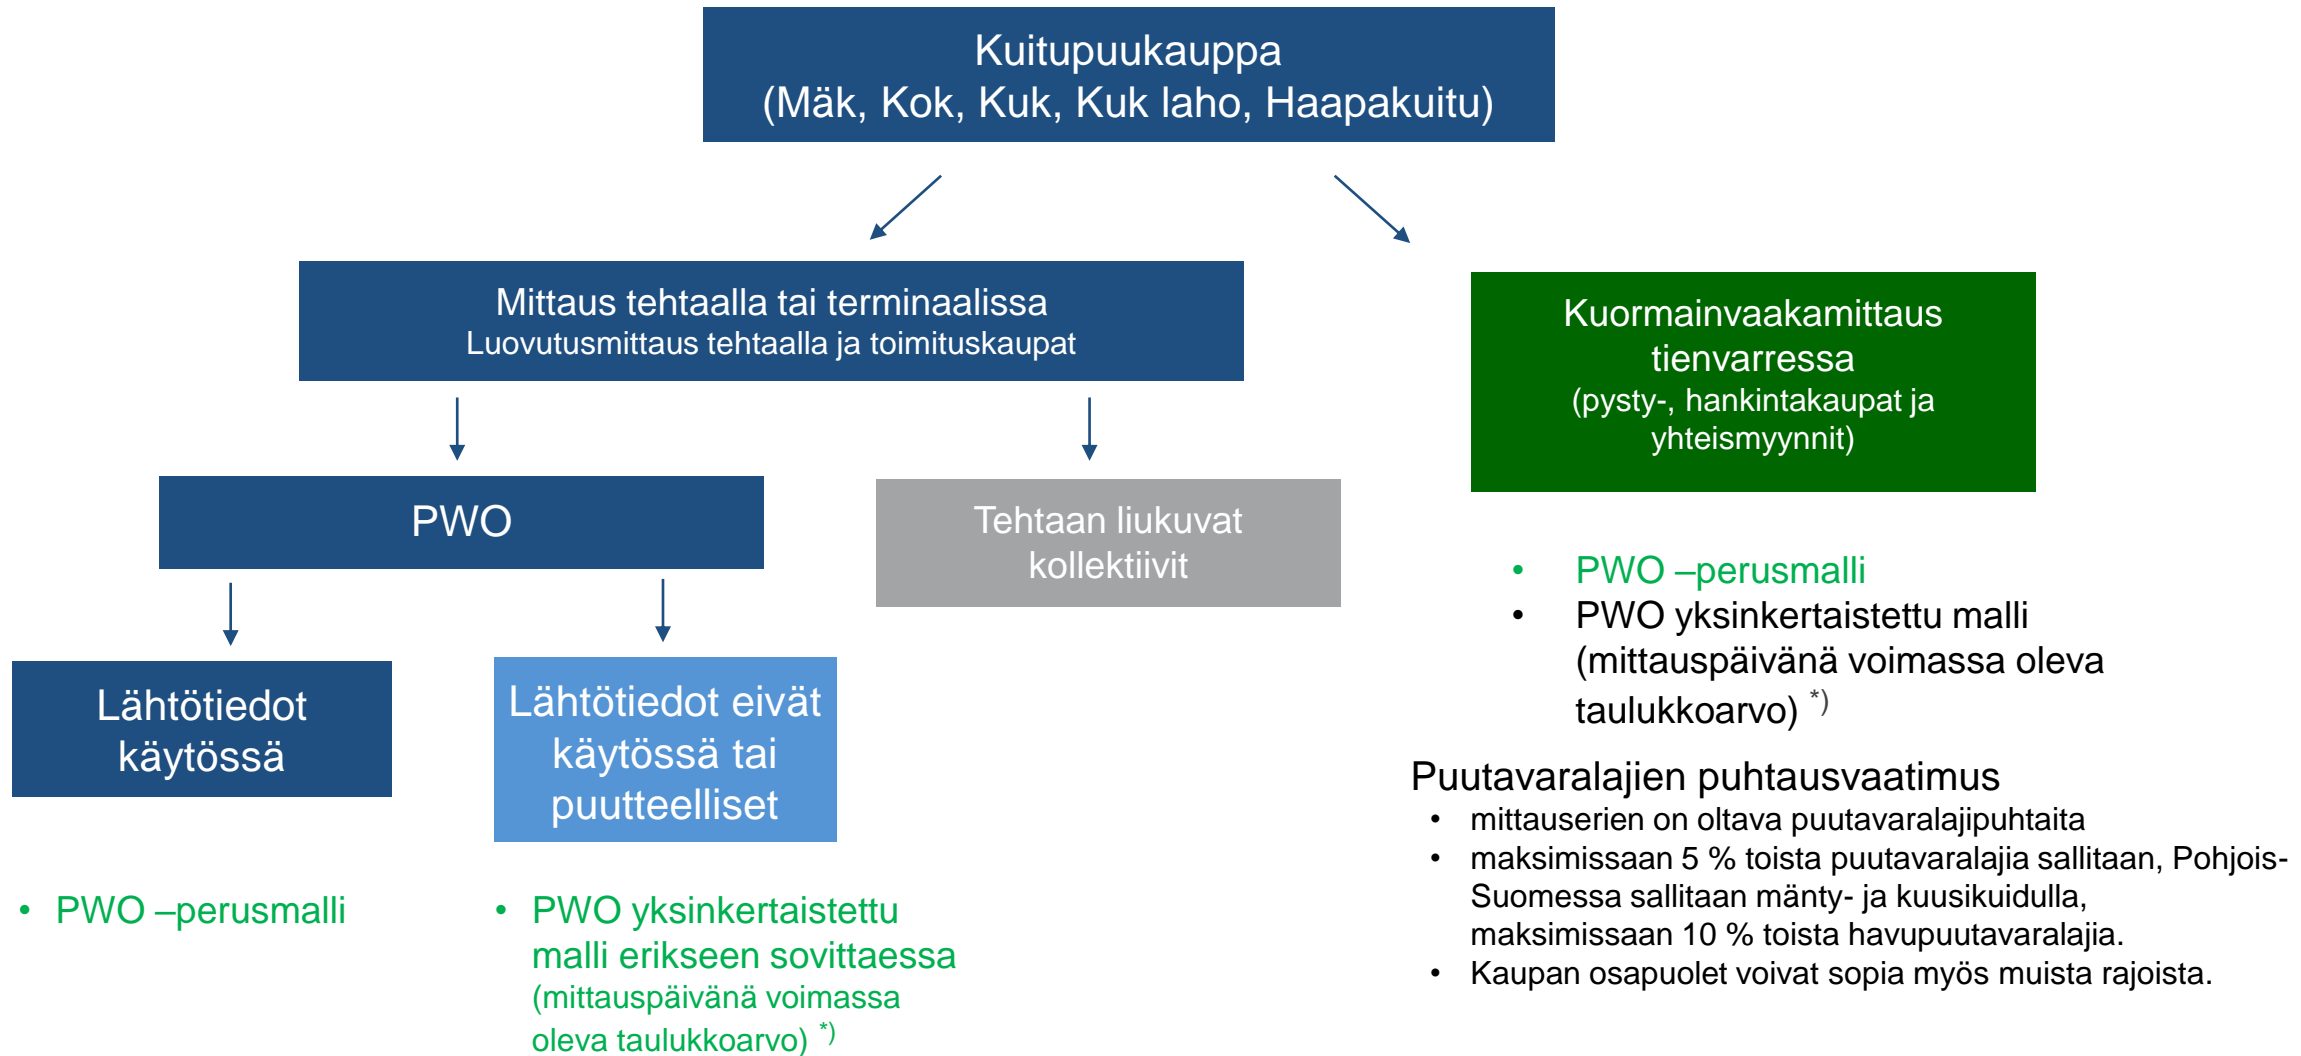 Kuitupuukauppa
(Mäk, Kok, Kuk, Kuk laho, Haapakuitu)
Mittaus tehtaalla tai terminaalissa
Luovutusmittaus tehtaalla ja toimituskaupat
Kuormainvaakamittaus
tienvarressa
(pysty-, hankintakaupat ja
yhteismyynnit)
PWO
Tehtaan liukuvat
kollektiivit
Lähtötiedot
käytössä
Lähtötiedot eivät
käytössä tai
puutteelliset
• PWO –perusmalli
• PWO yksinkertaistettu
malli erikseen sovittaessa
(mittauspäivänä voimassa
oleva taulukkoarvo) *)
• PWO –perusmalli
• PWO yksinkertaistettu malli
(mittauspäivänä voimassa oleva
taulukkoarvo) *)
Puutavaralajien puhtausvaatimus
• mittauserien on oltava puutavaralajipuhtaita
• maksimissaan 5 % toista puutavaralajia sallitaan, Pohjois-
Suomessa sallitaan mänty- ja kuusikuidulla,
maksimissaan 10 % toista havupuutavaralajia.
• Kaupan osapuolet voivat sopia myös muista rajoista.